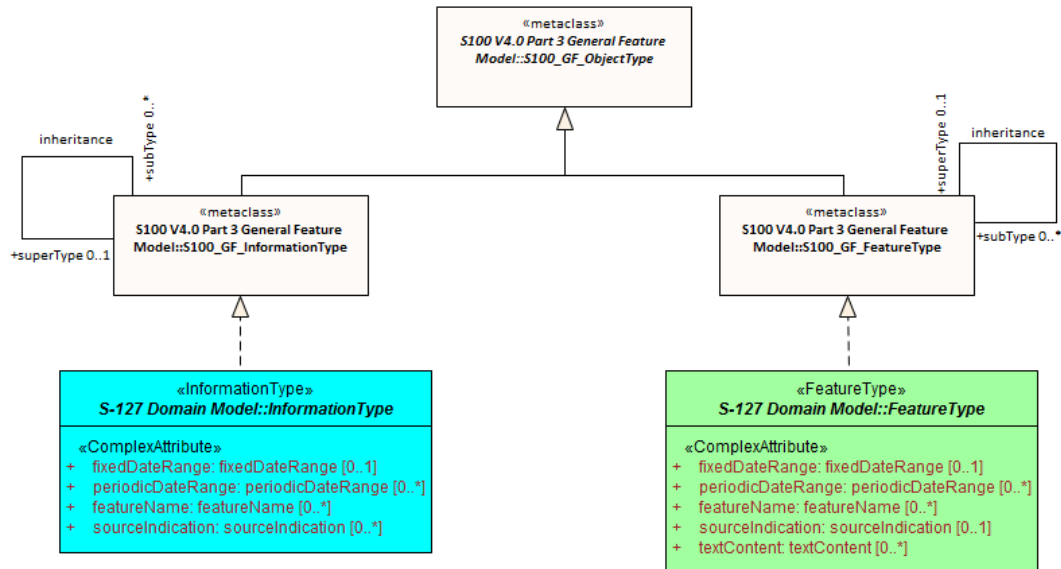 «metaclass»
S100 V4.0 Part 3 General Feature
Model::S100_GF_ObjectType
inheritance
+subType 0..*
+superType 0..1
«metaclass»
S100 V4.0 Part 3 General Feature
Model::S100_GF_InformationType
+superType 0..1
inheritance
+subType 0..*
«metaclass»
S100 V4.0 Part 3 General Feature
Model::S100_GF_FeatureType
«InformationType»
S-127 Domain Model::InformationType
«ComplexAttribute»
+ fixedDateRange: fixedDateRange [0..1]
+ periodicDateRange: periodicDateRange [0..*]
+ featureName: featureName [0..*]
+ sourceIndication: sourceIndication [0..*]
«FeatureType»
S-127 Domain Model::FeatureType
«ComplexAttribute»
+ fixedDateRange: fixedDateRange [0..1]
+ periodicDateRange: periodicDateRange [0..*]
+ featureName: featureName [0..*]
+ sourceIndication: sourceIndication [0..1]
+ textContent: textContent [0..*]